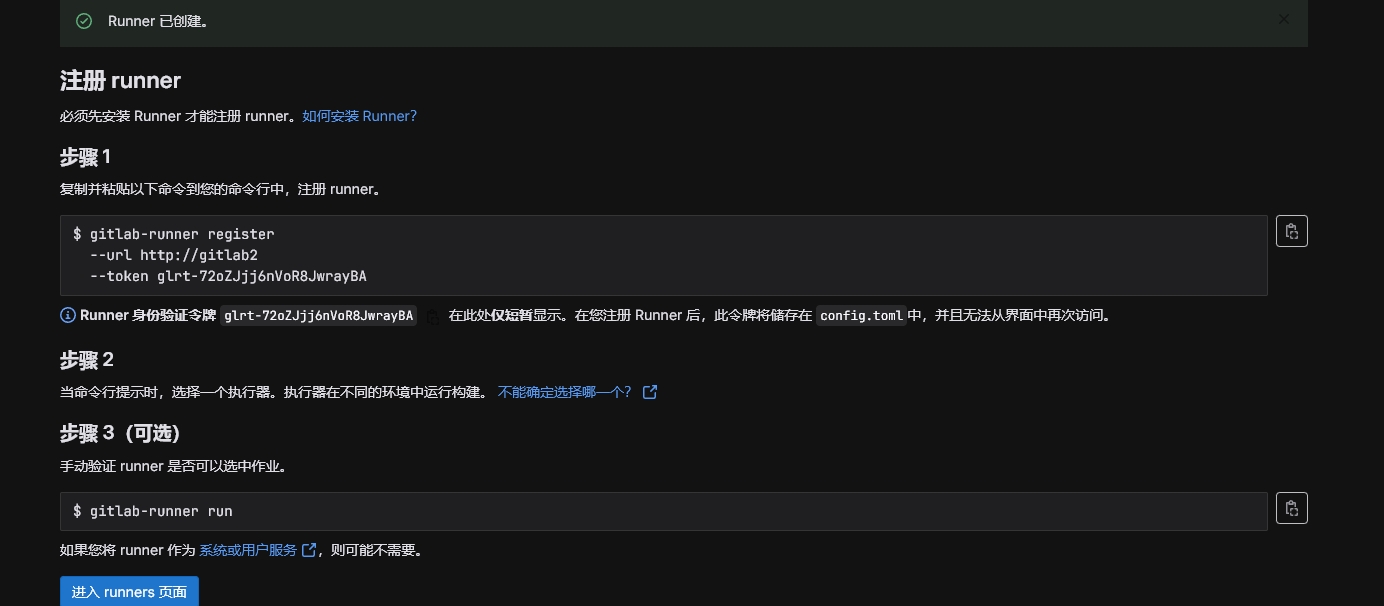 Runner 已创建。
注册 runner
必须先安装 Runner 才能注册 runner。如何安装 Runner?
步骤 1
复制并粘贴以下命令到您的命令行中，注册 runner。
$ gitlab-runner register
--url http://gitlab2
--token glrt-72oZJjj6nVoR8JwrayBA
Runner 身份验证令牌 glrt-72oZJjj6nVoR8JwrayBA 在此处仅短暂显示。在您注册 Runner 后，此令牌将储存在 config.toml 中，并且无法从界面中再次访问。
步骤 2
当命令行提示时，选择一个执行器。执行器在不同的环境中运行构建。 不能确定选择哪一个？
步骤 3（可选）
手动验证 runner 是否可以选中作业。
$ gitlab-runner run
如果您将 runner 作为 系统或用户服务，则可能不需要。
进入 runners 页面